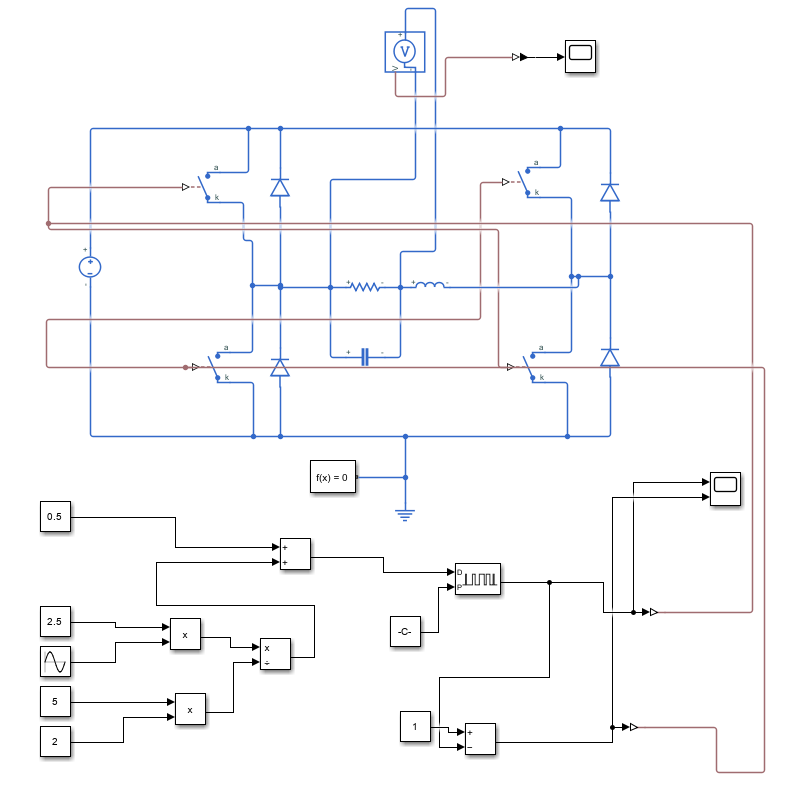 +
V
V -
a
k
a
k
+
+
-
-
+ -
+ -
+ -
a
k
a
k
f(x) = 0
0.5
+
+
D
P
2.5
x
-C-
x
÷
5
x
2
1
+
−